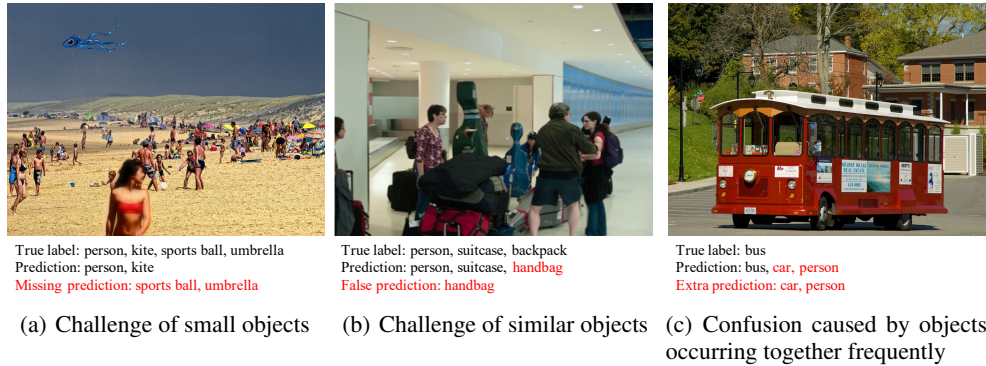 True label: person, kite, sports ball, umbrella
Prediction: person, kite
Missing prediction: sports ball, umbrella
(a) Challenge of small objects
True label: person, suitcase, backpack
Prediction: person, suitcase, handbag
False prediction: handbag
(b) Challenge of similar objects
True label: bus
Prediction: bus, car, person
Extra prediction: car, person
(c) Confusion caused by objects
occurring together frequently